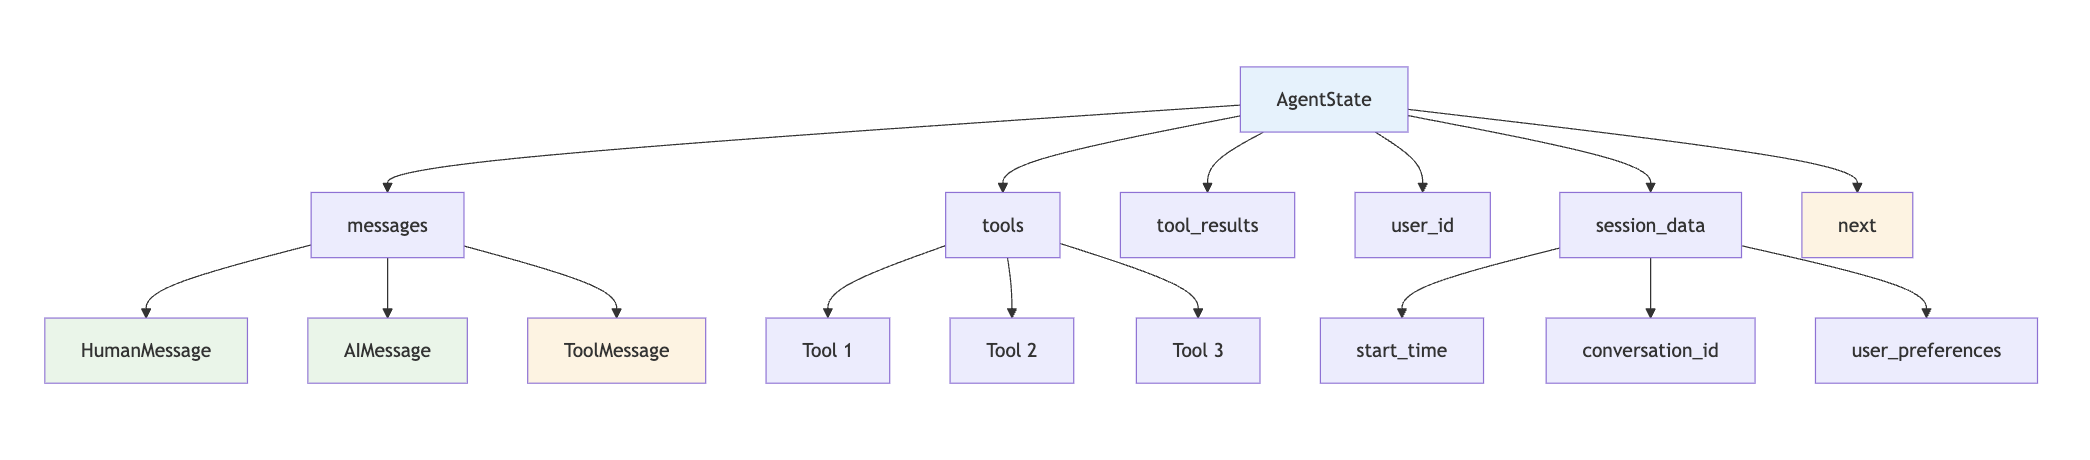 AgentState
messages
tools
tool_results
user_id
session_data
next
HumanMessage
AIMessage
ToolMessage
Tool 1
Tool 2
Tool 3
start_time
conversation_id
user_preferences